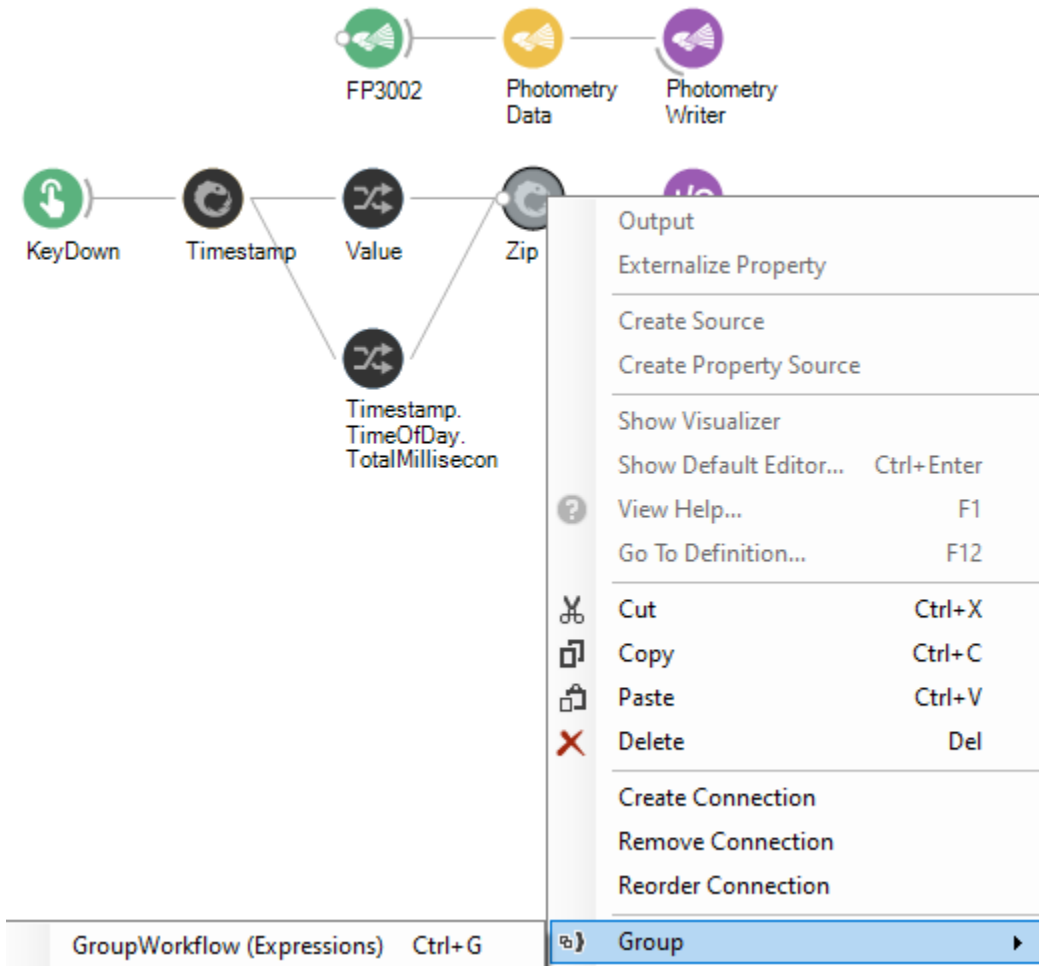 FP3002
Photometry
Data
Photometry
Writer
KeyDown
Timestamp
Value
Zip
Timestamp.
TimeOfDay.
TotalMillisecon
Output
Externalize Property
Create Source
Create Property Source
Show Visualizer
Show Default Editor... Ctrl+Enter
View Help... F1
Go To Definition... F12
Cut Ctrl+X
Copy Ctrl+C
Paste Ctrl+V
Delete Del
Create Connection
Remove Connection
Reorder Connection
Group
GroupWorkflow (Expressions) Ctrl+G